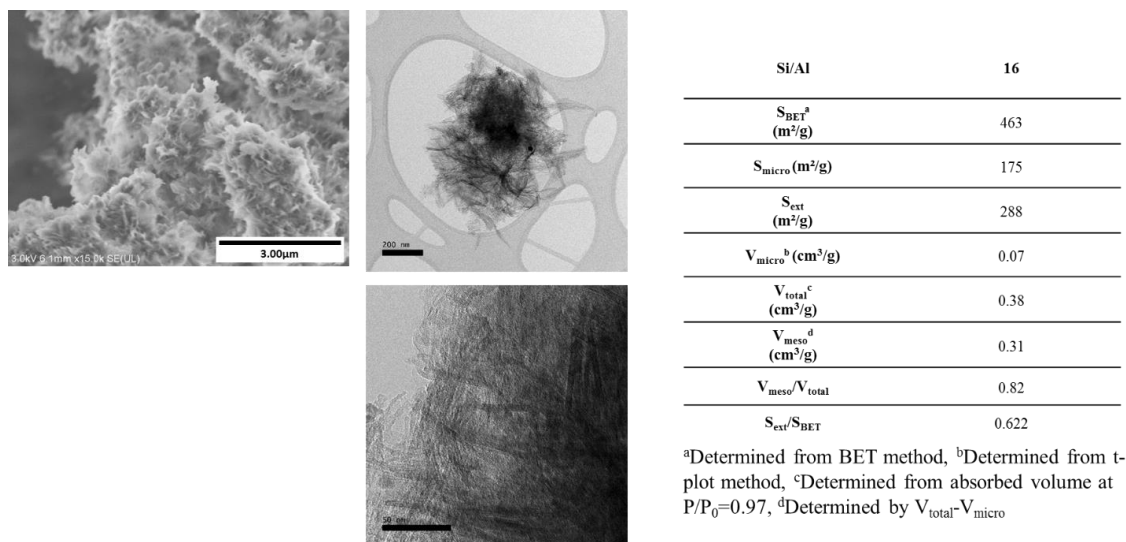 3.0kV 6.1mm x15.0k SE(UL)
3.00µm
200 nm
50 nm
Si/Al 16
S_BET^a
(m²/g) 463
S_micro (m²/g) 175
S_ext
(m²/g) 288
V_micro^b (cm³/g) 0.07
V_total^c
(cm³/g) 0.38
V_meso^d
(cm³/g) 0.31
V_meso/V_total 0.82
S_ext/S_BET 0.622
^aDetermined from BET method, ^bDetermined from t-
plot method, ^cDetermined from absorbed volume at
P/P_0=0.97, ^dDetermined by V_total-V_micro